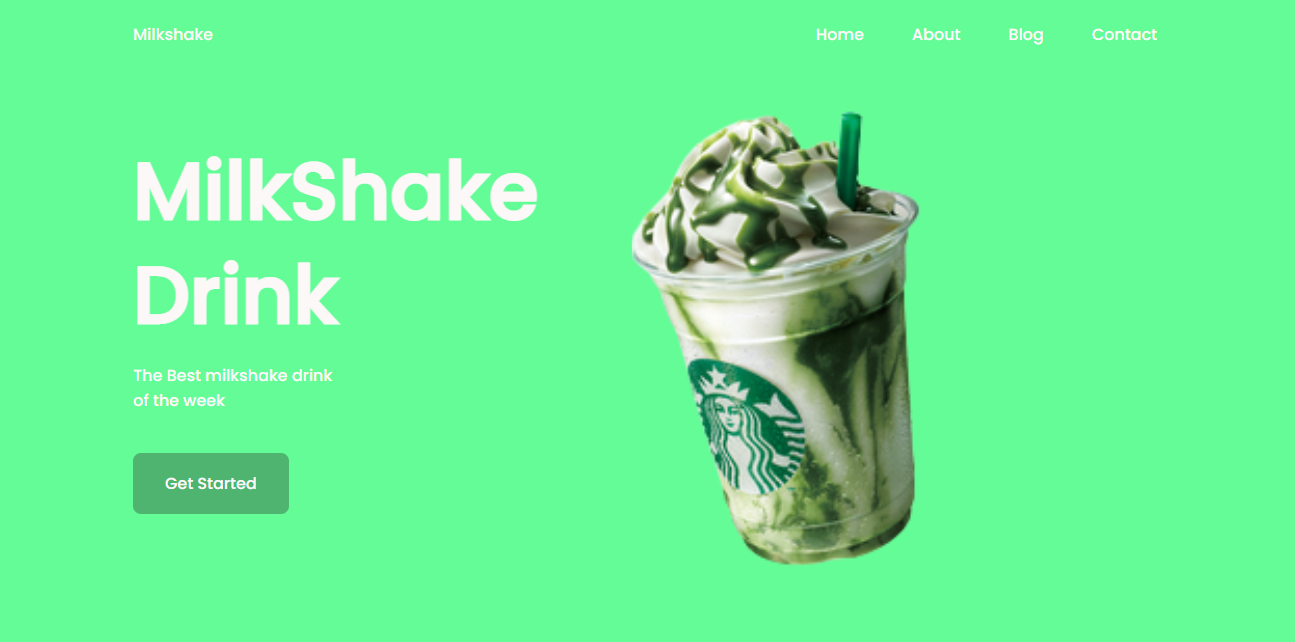 Milkshake
Home About Blog Contact
MilkShake
Drink
The Best milkshake drink
of the week
Get Started